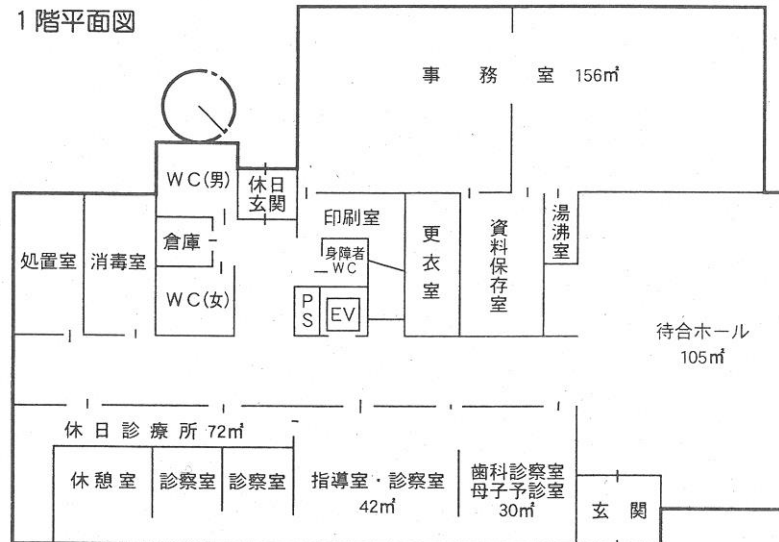 1階平面図
事務室 156㎡
WC(男)
休日
玄関
印刷室
湯沸室
処置室
消毒室
倉庫
身障者
WC
更衣室
資料保存室
WC(女)
PS
EV
待合ホール
105㎡
休日診療所 72㎡
休憩室
診察室
診察室
指導室・診察室
42㎡
歯科診察室
母子予診室
30㎡
玄関